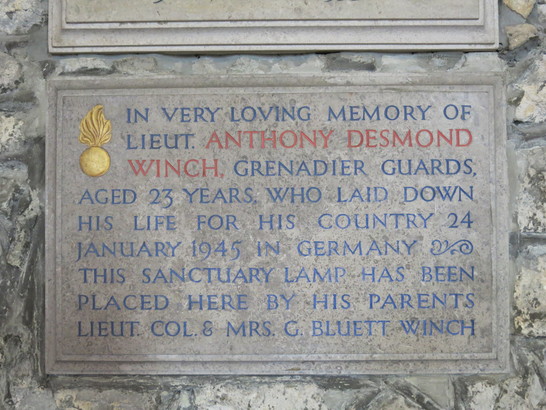 IN VERY LOVING MEMORY OF
LIEUT. ANTHONY DESMOND
WINCH, GRENADIER GUARDS,
AGED 23 YEARS, WHO LAID DOWN
HIS LIFE FOR HIS COUNTRY 24
JANUARY 1945 IN GERMANY
THIS SANCTUARY LAMP HAS BEEN
PLACED HERE BY HIS PARENTS
LIEUT. COL. & MRS. G. BLUETT WINCH